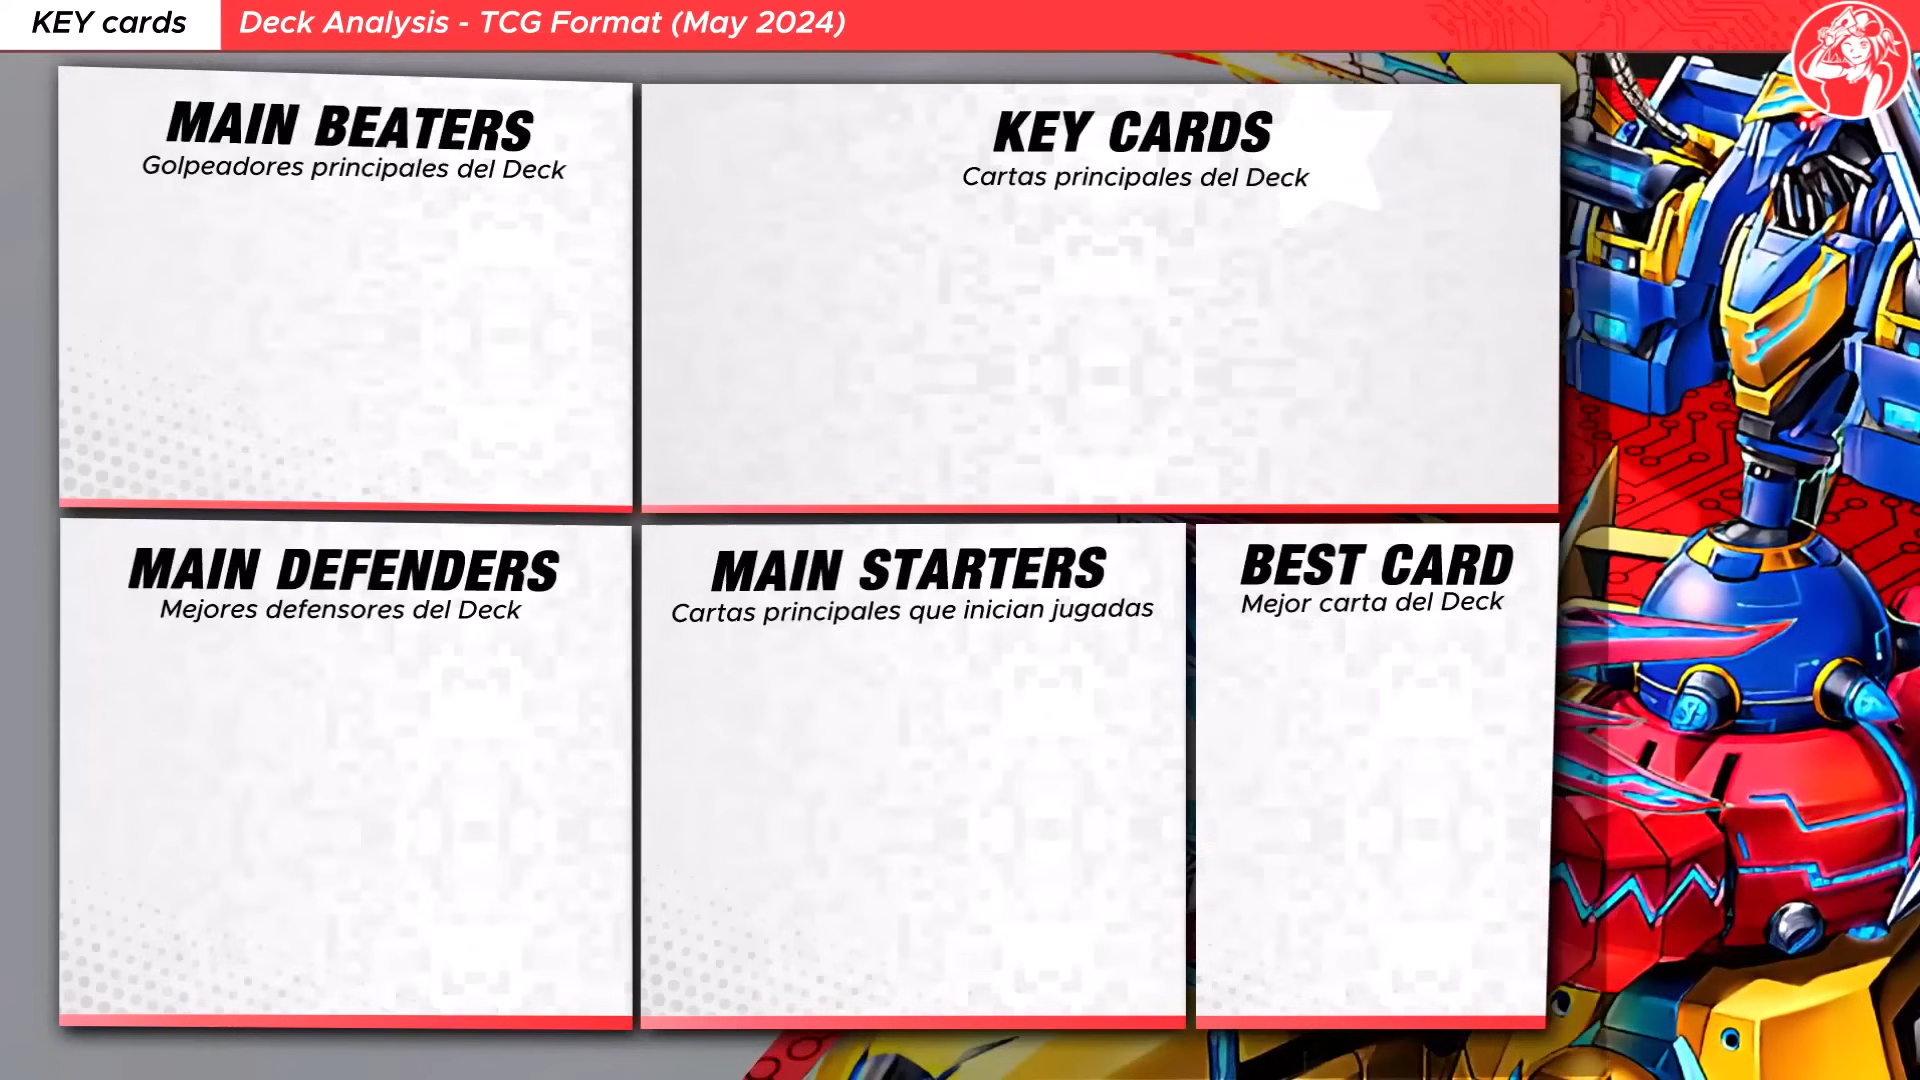 KEY cards
Deck Analysis - TCG Format (May 2024)
MAIN BEATERS
Golpeadores principales del Deck
KEY CARDS
Cartas principales del Deck
MAIN DEFENDERS
Mejores defensores del Deck
MAIN STARTERS
Cartas principales que inician jugadas
BEST CARD
Mejor carta del Deck